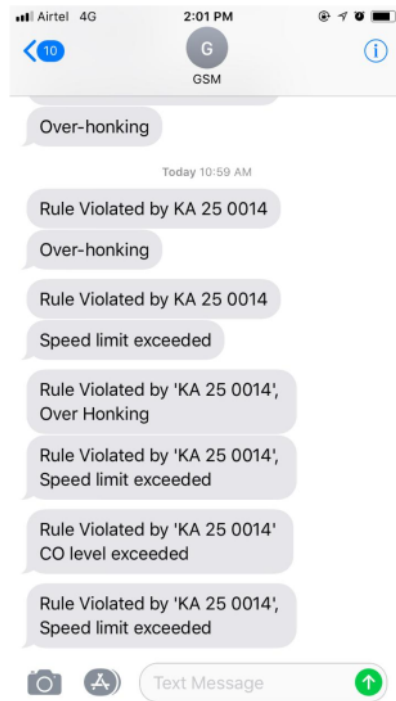 Airtel 4G 2:01 PM
10
G
GSM
Over-honking
Today 10:59 AM
Rule Violated by KA 25 0014
Over-honking
Rule Violated by KA 25 0014
Speed limit exceeded
Rule Violated by 'KA 25 0014',
Over Honking
Rule Violated by 'KA 25 0014',
Speed limit exceeded
Rule Violated by 'KA 25 0014'
CO level exceeded
Rule Violated by 'KA 25 0014',
Speed limit exceeded
Text Message